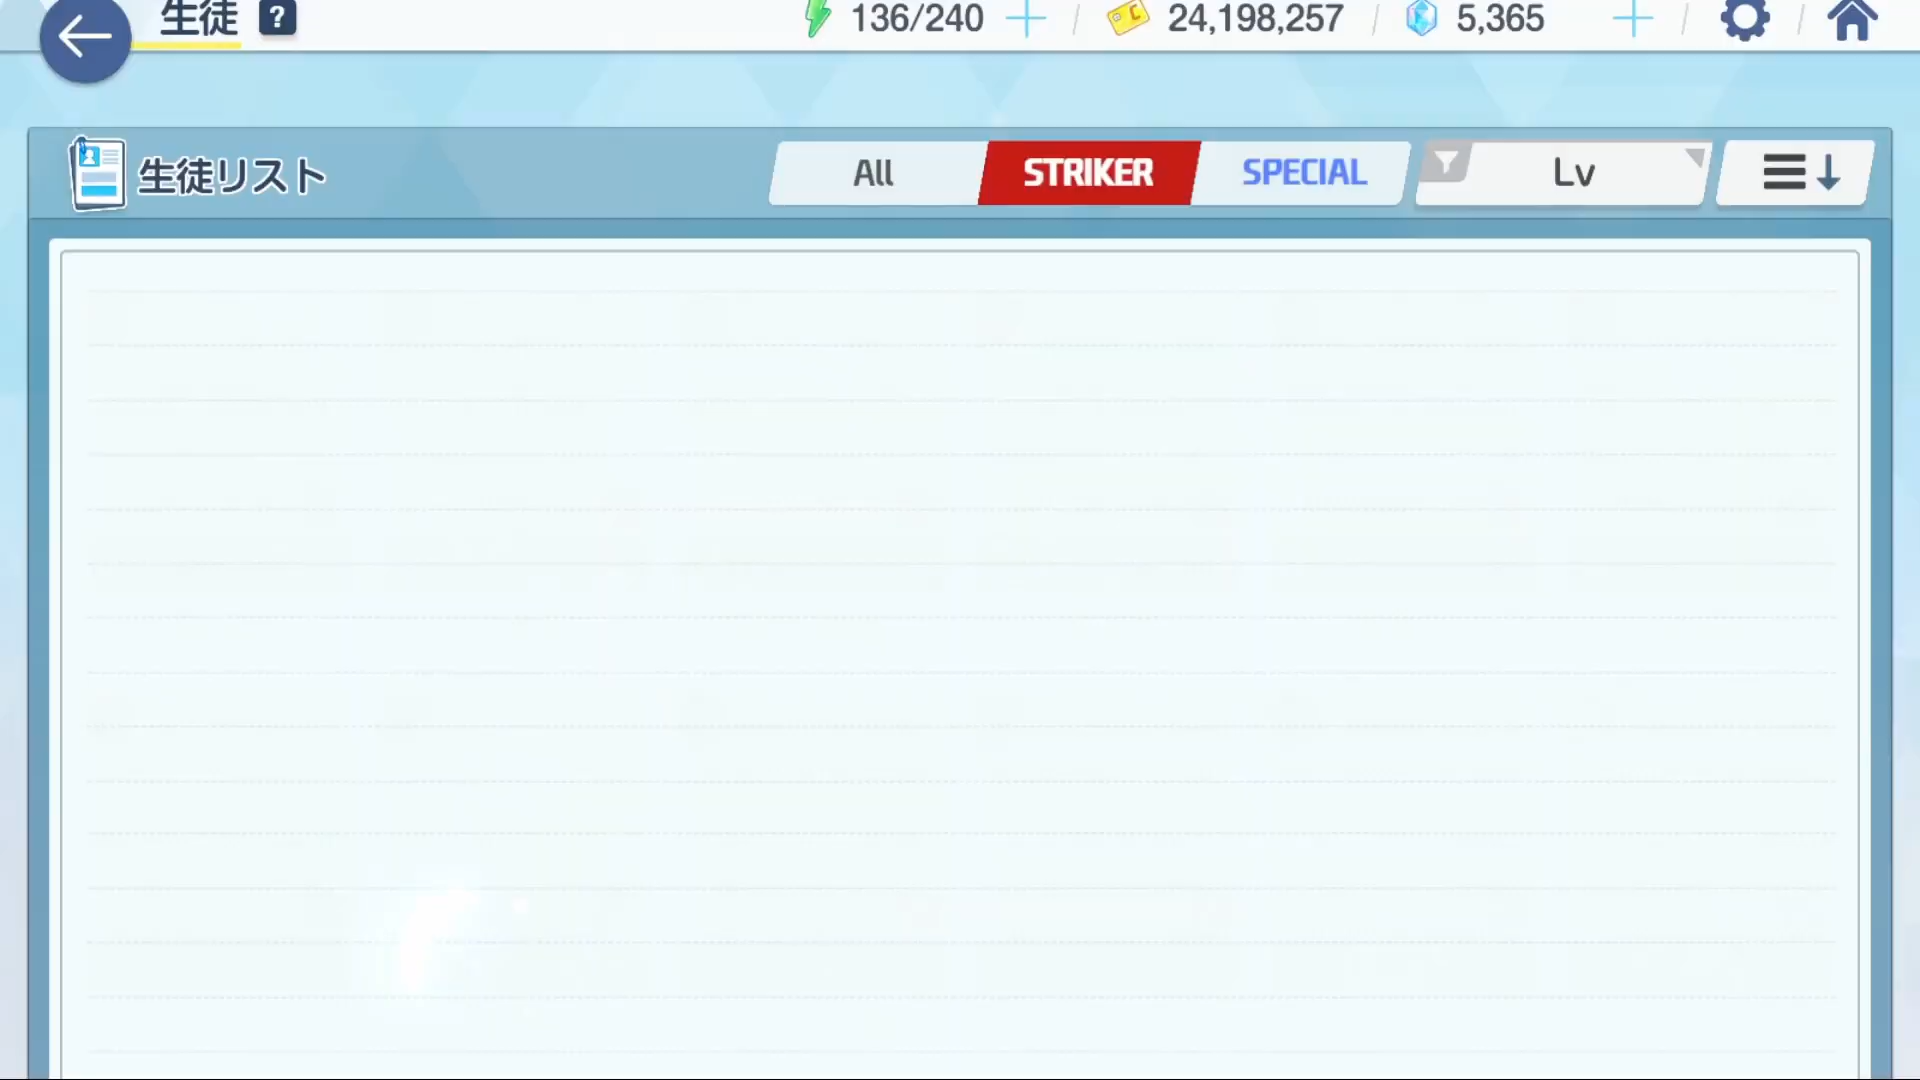 生徒 ? 136/240 24,198,257 5,365
生徒リスト All STRIKER SPECIAL Lv